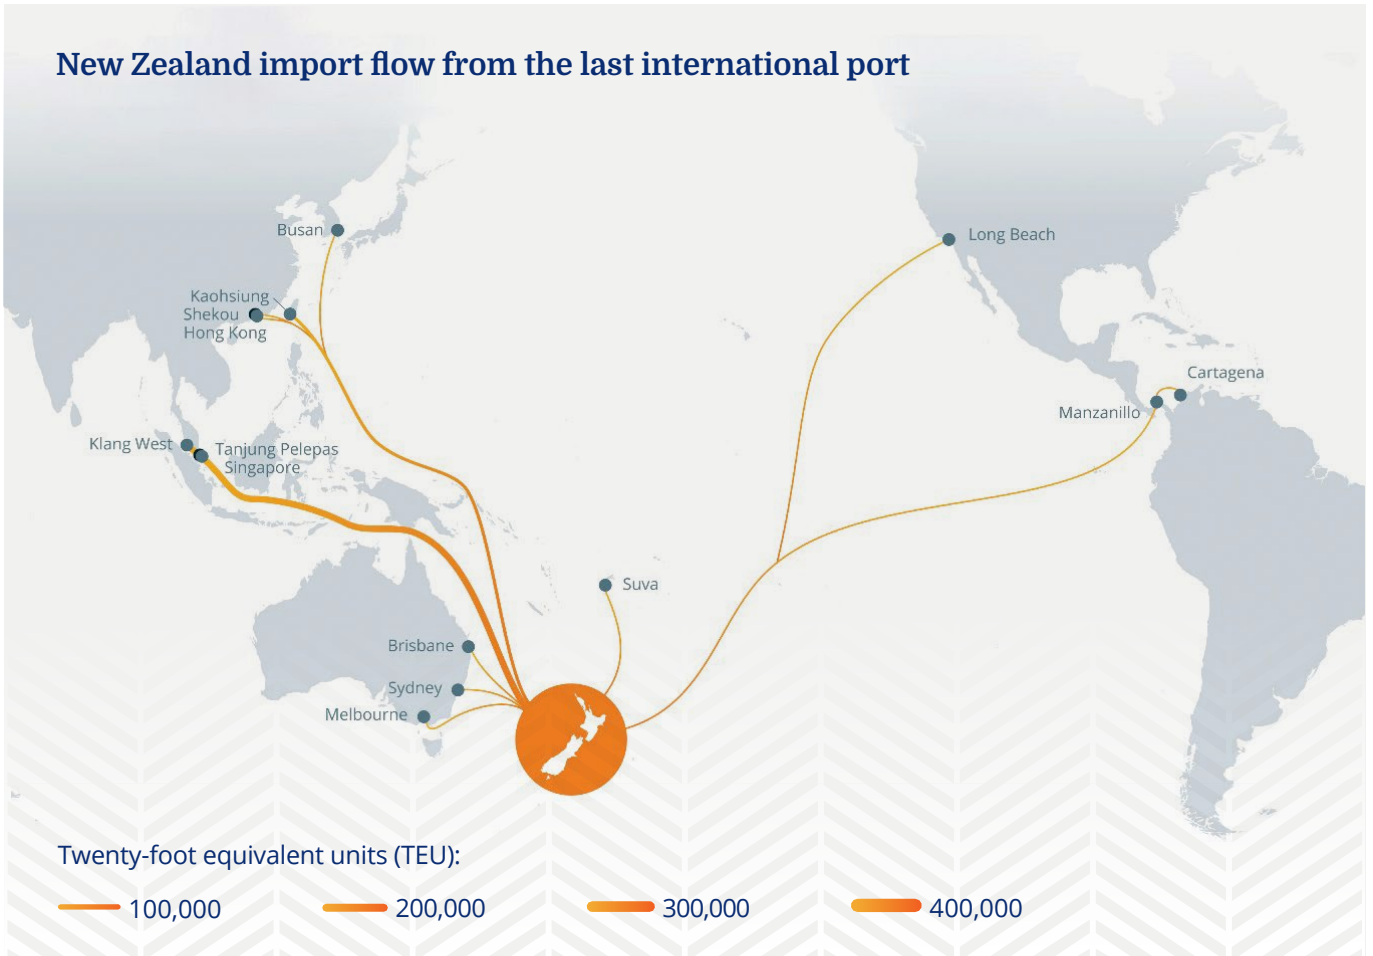 New Zealand import flow from the last international port
Busan
Long Beach
Kaohsiung
Shekou
Hong Kong
Cartagena
Manzanillo
Klang West
Tanjung Pelepas
Singapore
Suva
Brisbane
Sydney
Melbourne
Twenty-foot equivalent units (TEU):
100,000
200,000
300,000
400,000